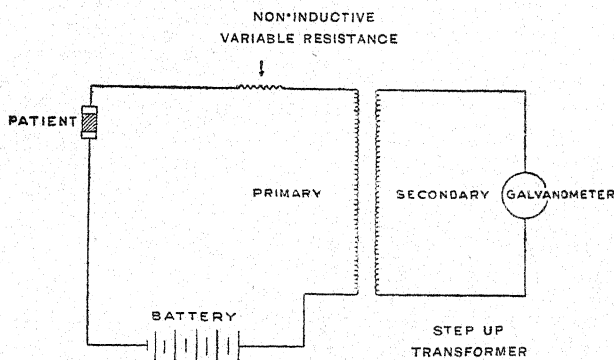 NON-INDUCTIVE
VARIABLE RESISTANCE
PATIENT
PRIMARY
SECONDARY
GALVANOMETER
BATTERY
STEP UP
TRANSFORMER